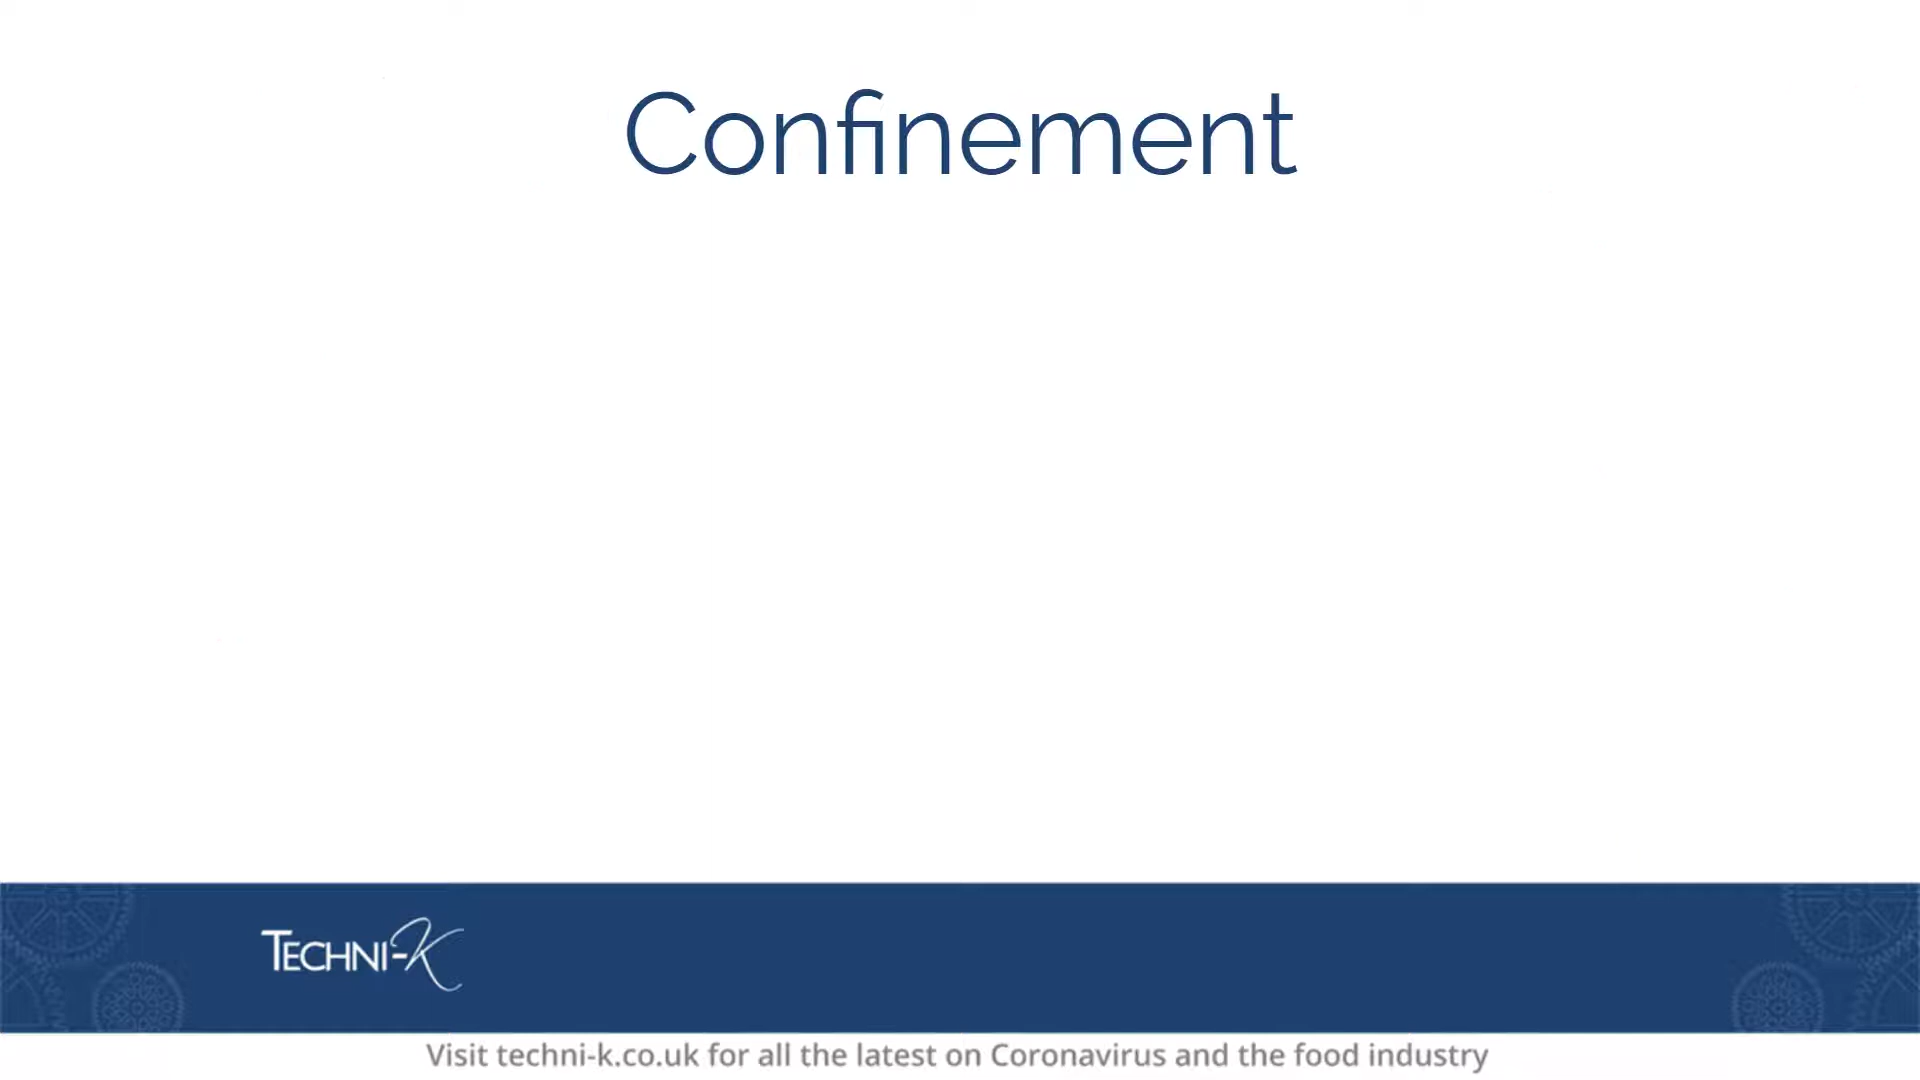 Confinement
TECHNI-K
Visit techni-k.co.uk for all the latest on Coronavirus and the food industry